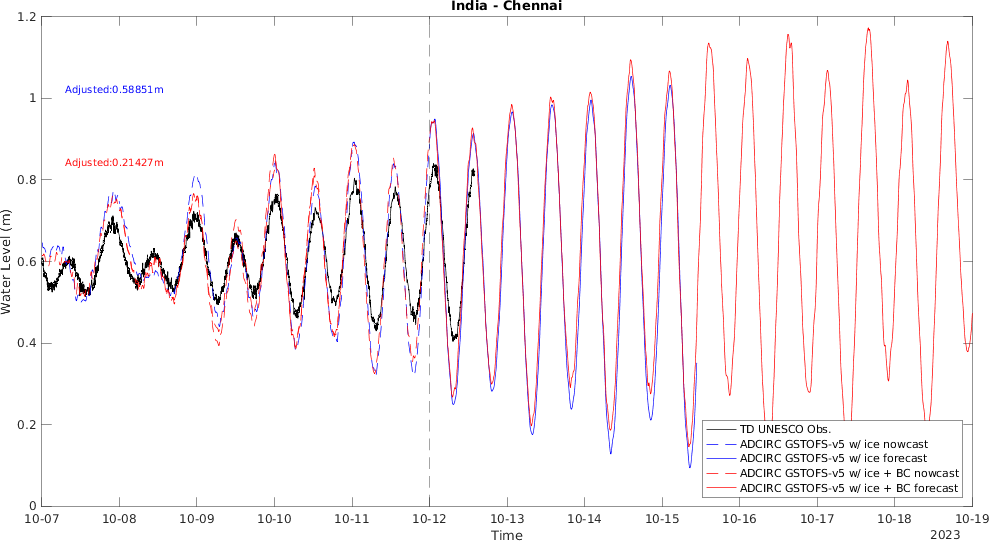 India - Chennai
1.2
1
0.8
0.6
0.4
0.2
0
Water Level (m)
Adjusted:0.58851m
Adjusted:0.21427m
TD UNESCO Obs.
ADCIRC GSTOFS-v5 w/ ice nowcast
ADCIRC GSTOFS-v5 w/ ice forecast
ADCIRC GSTOFS-v5 w/ ice + BC nowcast
ADCIRC GSTOFS-v5 w/ ice + BC forecast
10-07 10-08 10-09 10-10 10-11 10-12 10-13 10-14 10-15 10-16 10-17 10-18 10-19
Time
2023